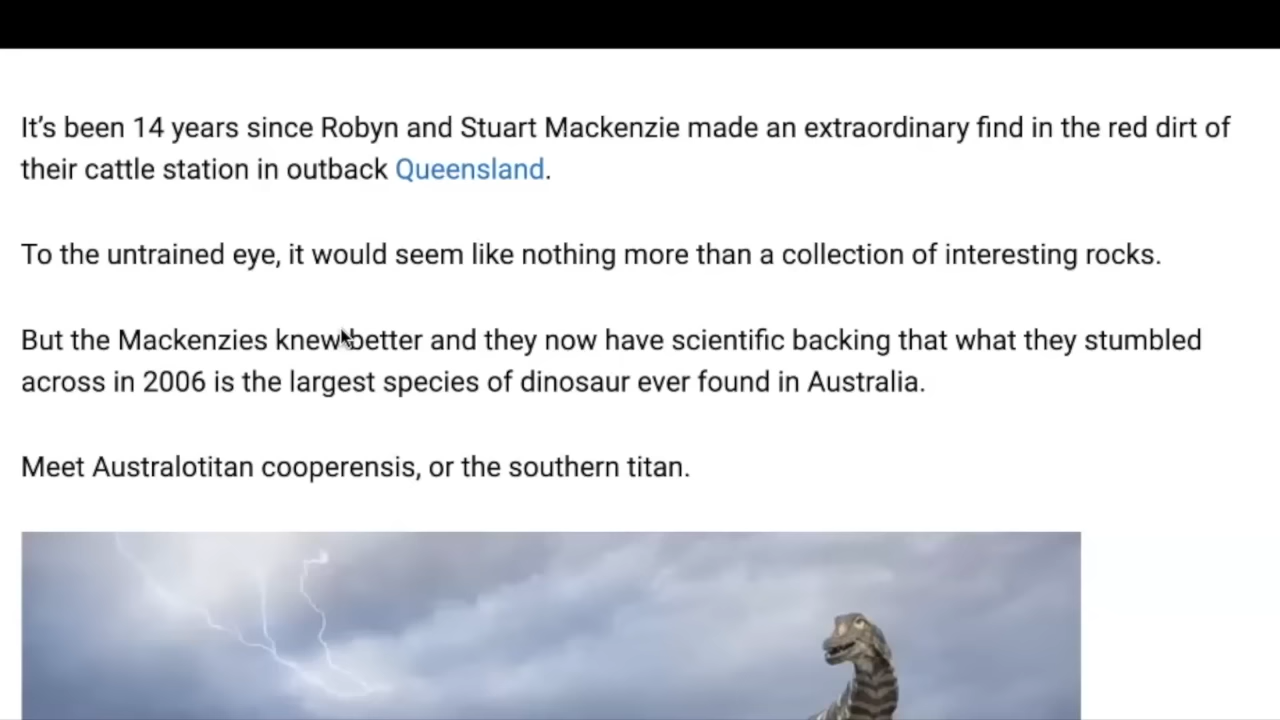 It’s been 14 years since Robyn and Stuart Mackenzie made an extraordinary find in the red dirt of
their cattle station in outback Queensland.
To the untrained eye, it would seem like nothing more than a collection of interesting rocks.
But the Mackenzies knew better and they now have scientific backing that what they stumbled
across in 2006 is the largest species of dinosaur ever found in Australia.
Meet Australotitan cooperensis, or the southern titan.